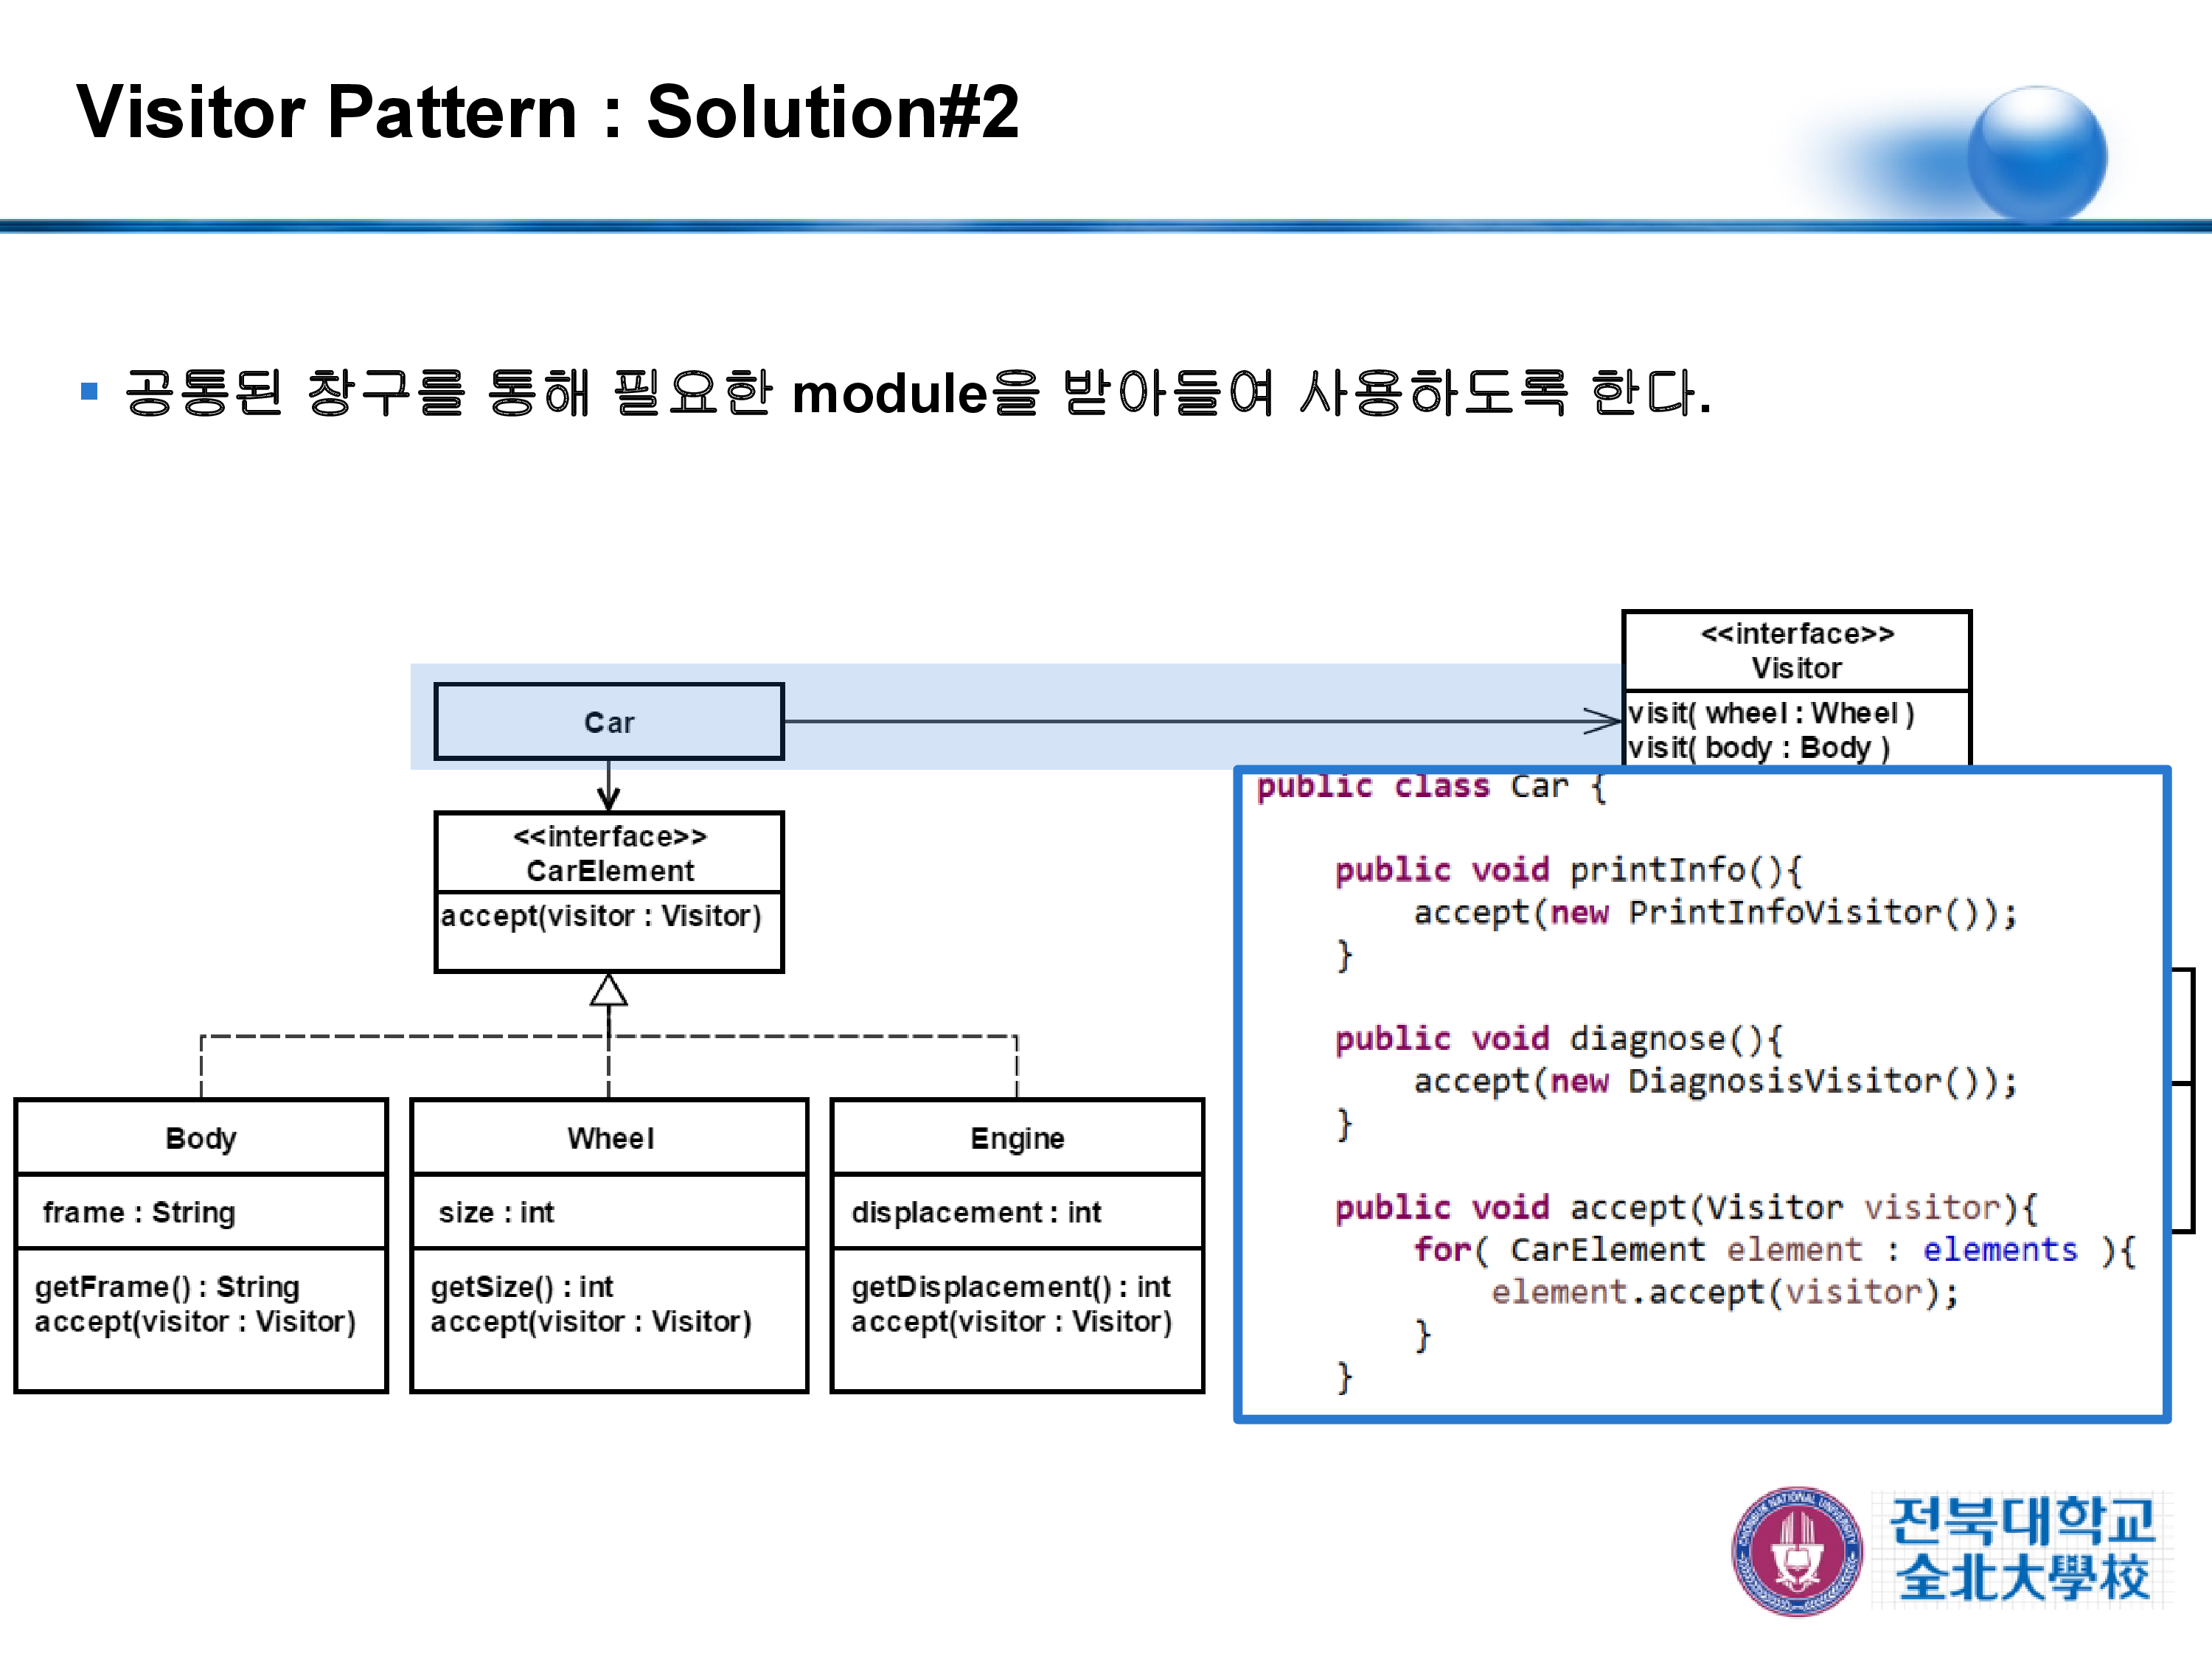 Visitor Pattern : Solution#2
공통된 창구를 통해 필요한 module을 받아들여 사용하도록 한다.
<<interface>>
Visitor
visit( wheel : Wheel )
visit( body : Body )
Car
<<interface>>
CarElement
accept(visitor : Visitor)
Body
frame : String
getFrame() : String
accept(visitor : Visitor)
Wheel
size : int
getSize() : int
accept(visitor : Visitor)
Engine
displacement : int
getDisplacement() : int
accept(visitor : Visitor)
public class Car {
public void printInfo(){
accept(new PrintInfoVisitor());
}
public void diagnose(){
accept(new DiagnosisVisitor());
}
public void accept(Visitor visitor){
for( CarElement element : elements ){
element.accept(visitor);
}
}
CHONBUK NATIONAL UNIVERSITY
전북대학교
全北大學校